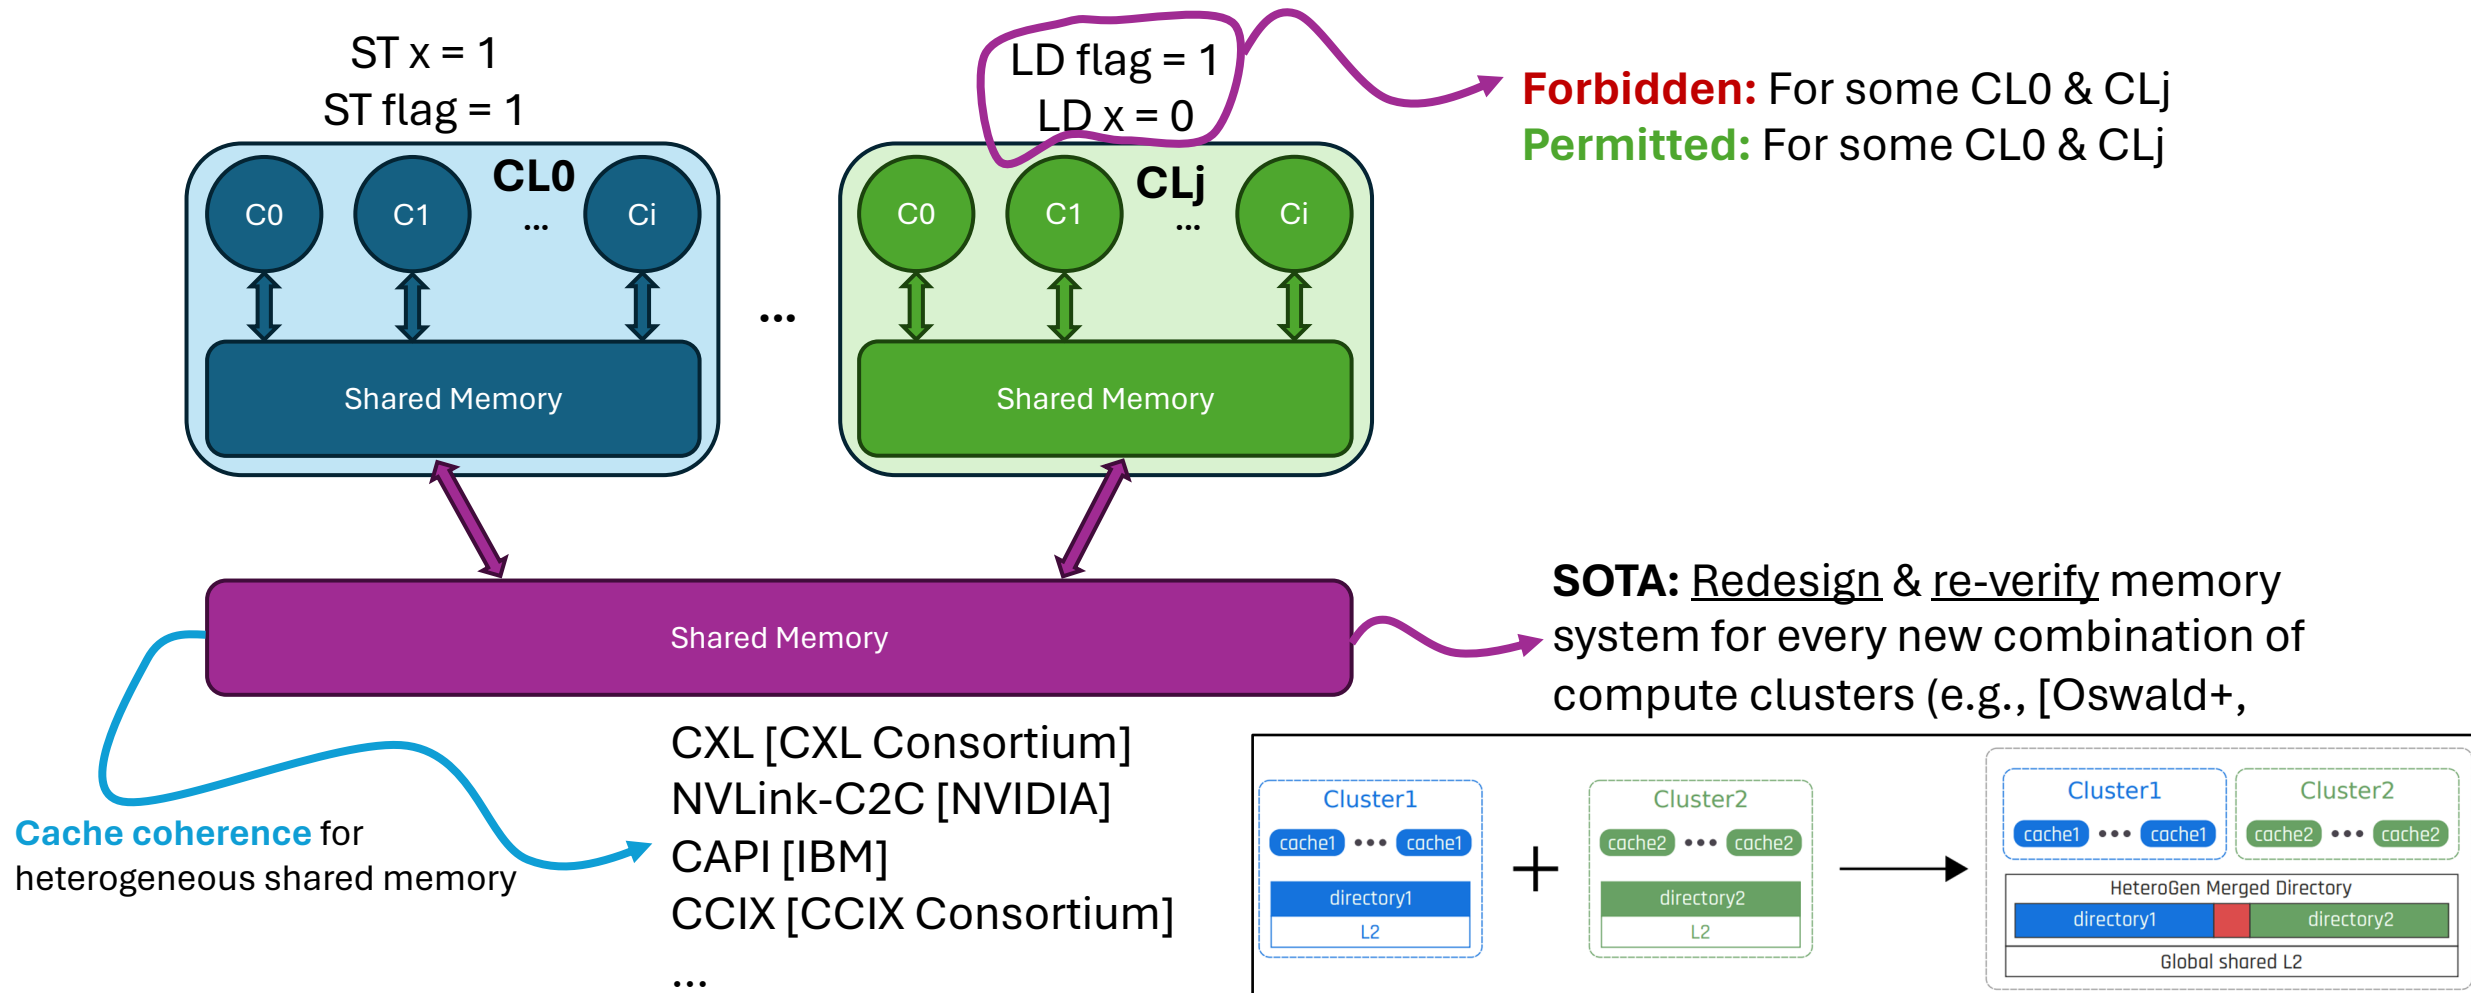 ST x = 1
ST flag = 1
LD flag = 1
LD x = 0
Forbidden: For some CL0 & CLj
Permitted: For some CL0 & CLj
CL0
C0
C1
...
Ci
Shared Memory
...
CLj
C0
C1
...
Ci
Shared Memory
Shared Memory
SOTA: Redesign & re-verify memory
system for every new combination of
compute clusters (e.g., [Oswald+,
Cache coherence for
heterogeneous shared memory
CXL [CXL Consortium]
NVLink-C2C [NVIDIA]
CAPI [IBM]
CCIX [CCIX Consortium]
...
Cluster1
cache1 ••• cache1
directory1
L2
+
Cluster2
cache2 ••• cache2
directory2
L2
Cluster1
cache1 ••• cache1
Cluster2
cache2 ••• cache2
HeteroGen Merged Directory
directory1
directory2
Global shared L2